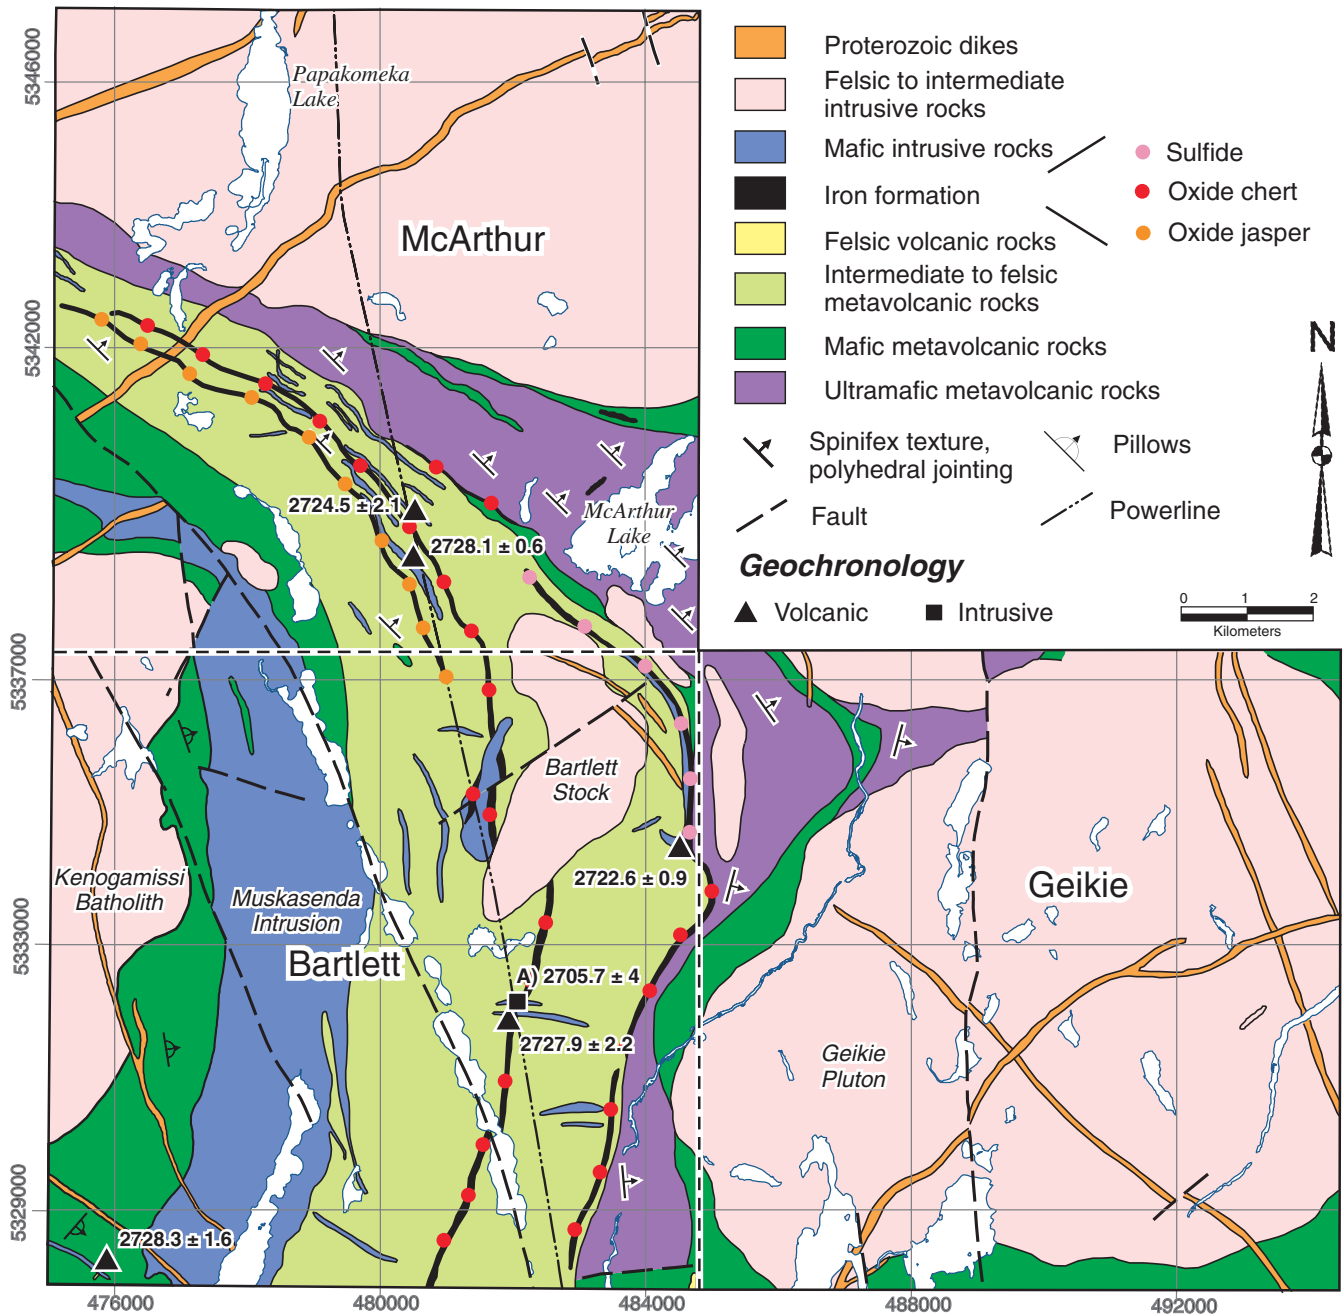 5346000
5342000
5337000
5333000
5329000
476000
480000
484000
488000
492000
Papakomeka
Lake
McArthur
2724.5 ± 2.1
2728.1 ± 0.6
McArthur
Lake
Bartlett
Stock
2722.6 ± 0.9
Kenogamissi
Batholith
Muskasenda
Intrusion
Bartlett
A) 2705.7 ± 4
2727.9 ± 2.2
2728.3 ± 1.6
Geikie
Geikie
Pluton
Proterozoic dikes
Felsic to intermediate
intrusive rocks
Mafic intrusive rocks
Iron formation
Sulfide
Oxide chert
Oxide jasper
Felsic volcanic rocks
Intermediate to felsic
metavolcanic rocks
Mafic metavolcanic rocks
Ultramafic metavolcanic rocks
Spinifex texture,
polyhedral jointing
Pillows
Fault
Powerline
Geochronology
Volcanic
Intrusive
N
0 1 2
Kilometers